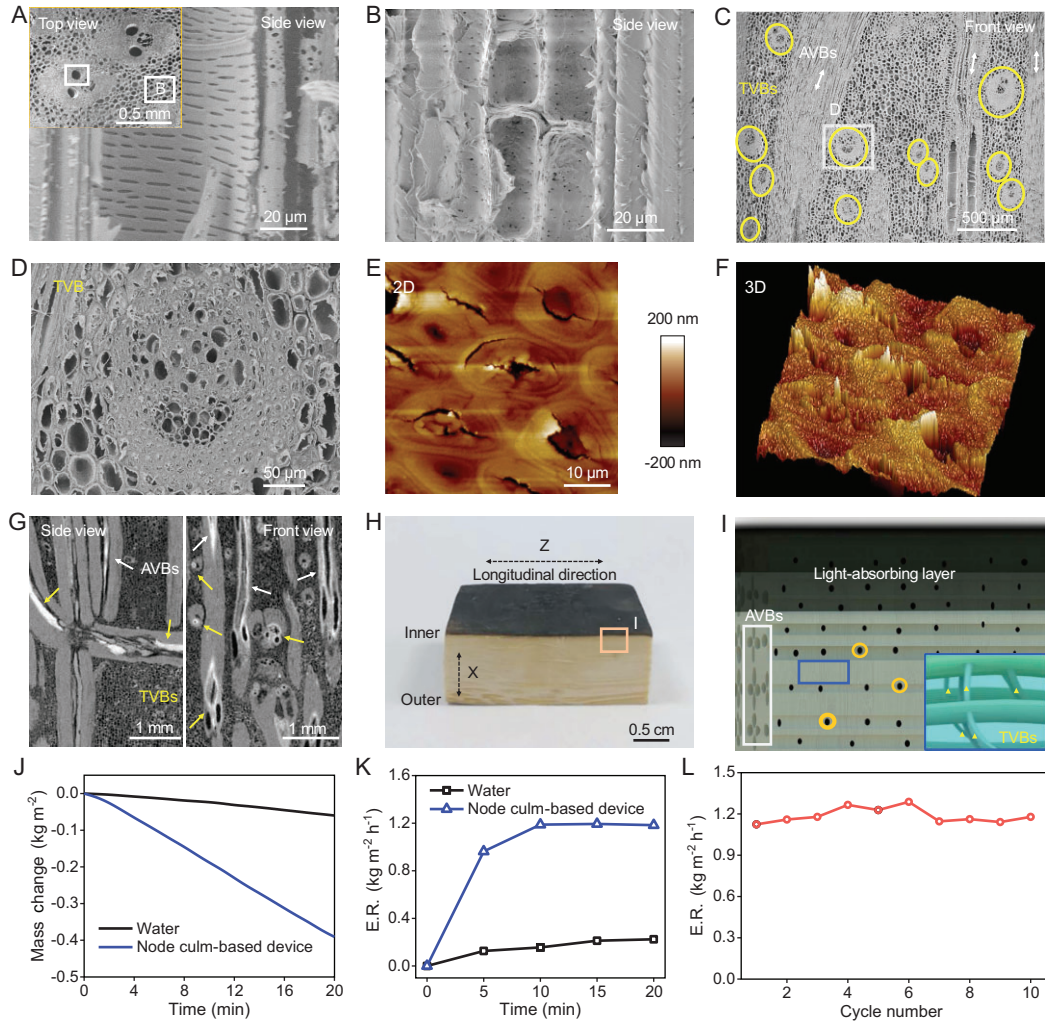 A
Top view
Side view
B
0.5 mm
20 µm
B
Side view
20 µm
C
Front view
AVBs
TVBs
D
500 µm
D
TVB
50 µm
E
2D
10 µm
200 nm
-200 nm
F
3D
G
Side view
Front view
AVBs
TVBs
1 mm
1 mm
H
Z
Longitudinal direction
I
Inner
X
Outer
0.5 cm
I
Light-absorbing layer
AVBs
TVBs
J
0.0
-0.1
-0.2
-0.3
-0.4
-0.5
Mass change (kg m-2)
Water
Node culm-based device
0 4 8 12 16 20
Time (min)
K
1.6
1.2
0.8
0.4
0.0
E.R. (kg m-2 h-1)
Water
Node culm-based device
0 5 10 15 20
Time (min)
L
1.5
1.2
0.9
0.6
0.3
0.0
E.R. (kg m-2 h-1)
2 4 6 8 10
Cycle number